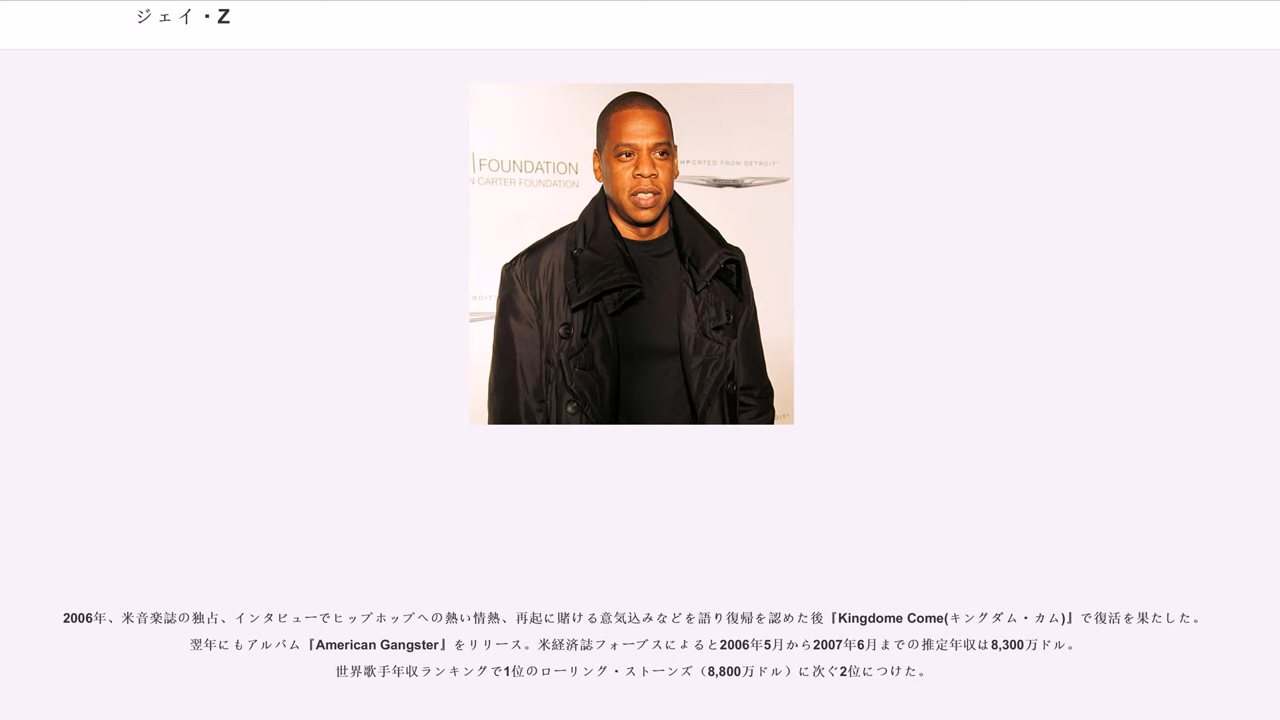 ジェイ・Z
FOUNDATION
N CARTER FOUNDATION
IMPORTED FROM DETROIT™
2006年、米音楽誌の独占、インタビューでヒップホップへの熱い情熱、再起に賭ける意気込みなどを語り復帰を認めた後『Kingdome Come(キングダム・カム)』で復活を果たした。
翌年にもアルバム『American Gangster』をリリース。米経済誌フォーブスによると2006年5月から2007年6月までの推定年収は8,300万ドル。
世界歌手年収ランキングで1位のローリング・ストーンズ（8,800万ドル）に次ぐ2位につけた。